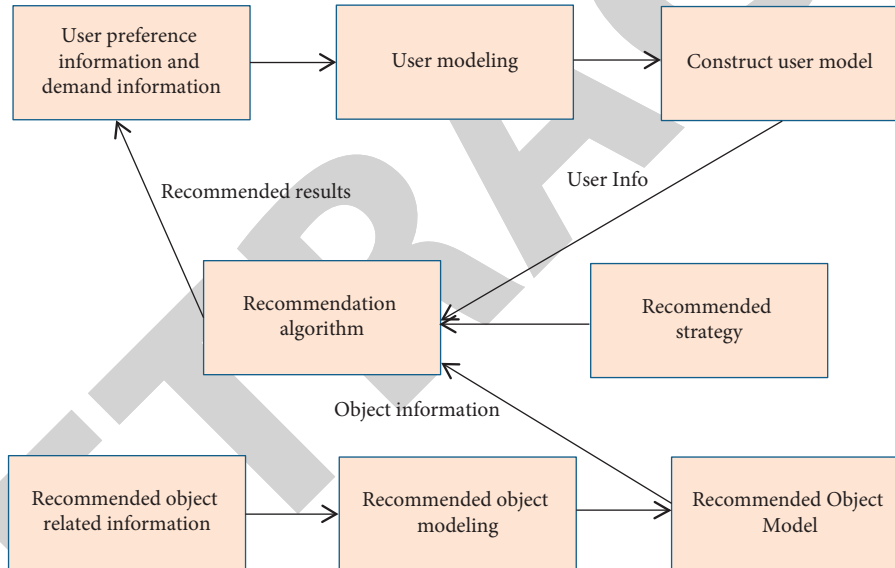 User preference
information and
demand information
User modeling
Construct user model
Recommended results
User Info
Recommendation
algorithm
Recommended
strategy
Object information
Recommended object
related information
Recommended object
modeling
Recommended Object
Model